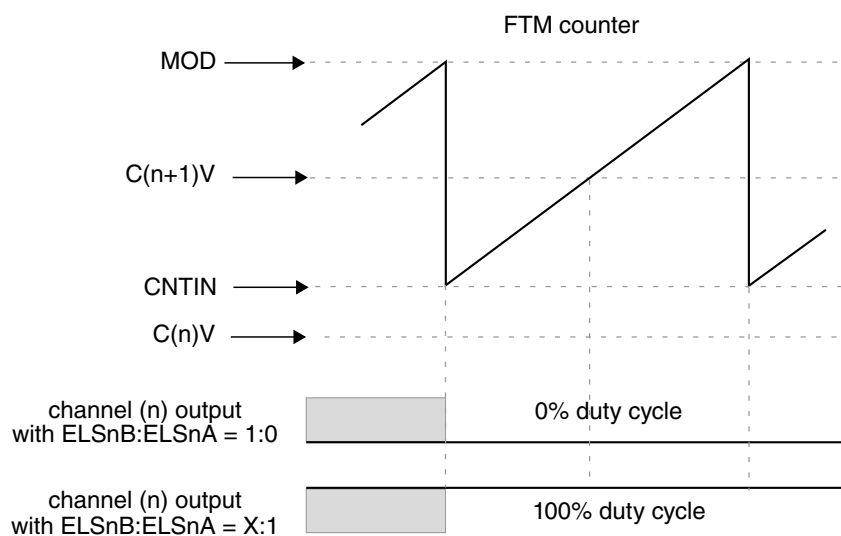 FTM counter
MOD
C(n+1)V
CNTIN
C(n)V
channel (n) output
with ELSnB:ELSnA = 1:0
0% duty cycle
channel (n) output
with ELSnB:ELSnA = X:1
100% duty cycle